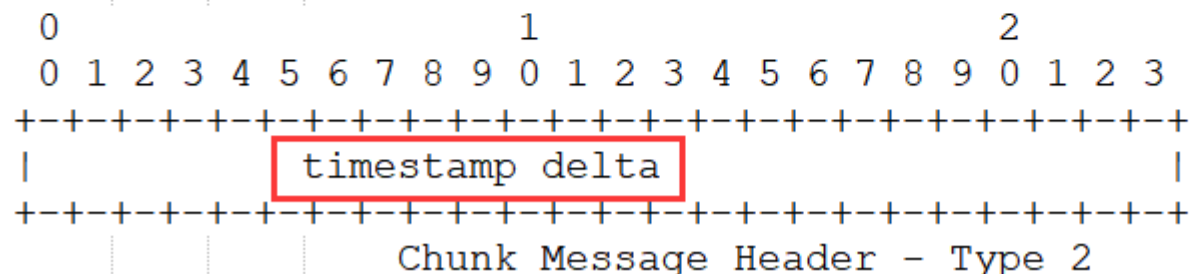 0 1 2
0 1 2 3 4 5 6 7 8 9 0 1 2 3 4 5 6 7 8 9 0 1 2 3
+-+-+-+-+-+-+-+-+-+-+-+-+-+-+-+-+-+-+-+-+-+-+-+-+
| timestamp delta |
+-+-+-+-+-+-+-+-+-+-+-+-+-+-+-+-+-+-+-+-+-+-+-+-+
Chunk Message Header - Type 2